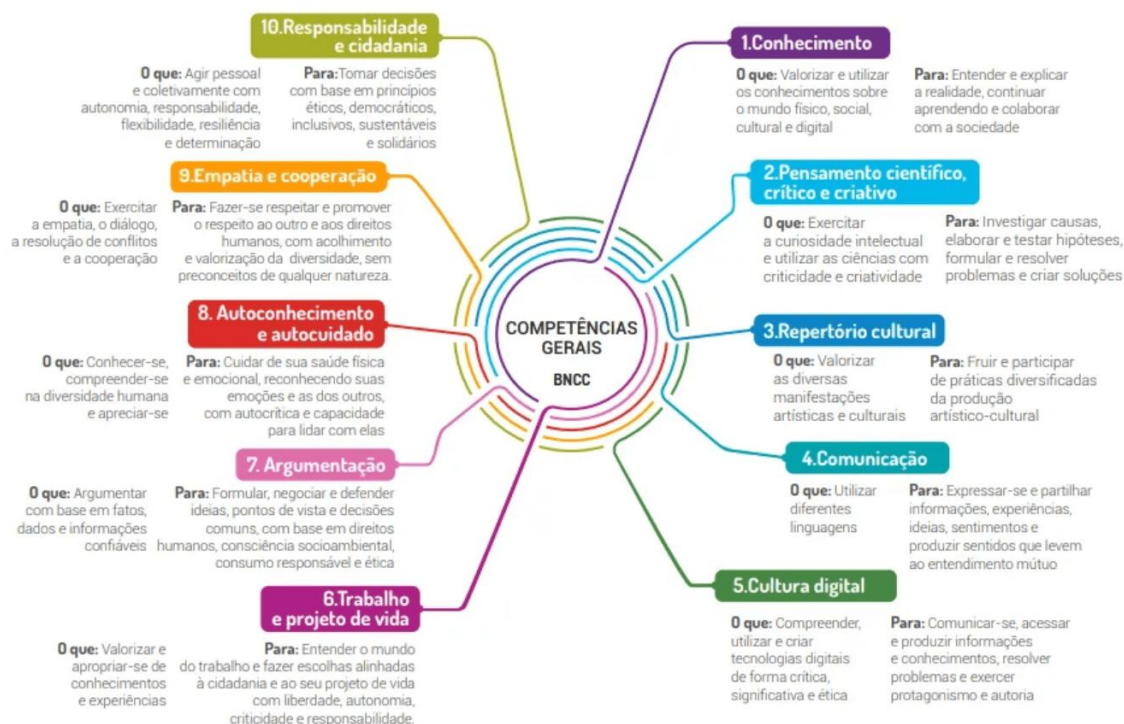 COMPETÊNCIAS
GERAIS
BNCC
1.Conhecimento
O que: Valorizar e utilizar
os conhecimentos sobre
o mundo físico, social,
cultural e digital
Para: Entender e explicar
a realidade, continuar
aprendendo e colaborar
com a sociedade
2.Pensamento científico,
crítico e criativo
O que: Exercitar
a curiosidade intelectual
e utilizar as ciências com
criticidade e criatividade
Para: Investigar causas,
elaborar e testar hipóteses,
formular e resolver
problemas e criar soluções
3.Repertório cultural
O que: Valorizar
as diversas
manifestações
artísticas e culturais
Para: Fruir e participar
de práticas diversificadas
da produção
artístico-cultural
4.Comunicação
O que: Utilizar
diferentes
linguagens
Para: Expressar-se e partilhar
informações, experiências,
ideias, sentimentos e
produzir sentidos que levem
ao entendimento mútuo
5.Cultura digital
O que: Compreender,
utilizar e criar
tecnologias digitais
de forma crítica,
significativa e ética
Para: Comunicar-se, acessar
e produzir informações
e conhecimentos, resolver
problemas e exercer
protagonismo e autoria
6.Trabalho
e projeto de vida
O que: Valorizar e
apropriar-se de
conhecimentos
e experiências
Para: Entender o mundo
do trabalho e fazer escolhas alinhadas
à cidadania e ao seu projeto de vida
com liberdade, autonomia,
criticidade e responsabilidade.
7. Argumentação
O que: Argumentar
com base em fatos,
dados e informações
confiáveis
Para: Formular, negociar e defender
ideias, pontos de vista e decisões
comuns, com base em direitos
humanos, consciência socioambiental,
consumo responsável e ética
8. Autoconhecimento
e autocuidado
O que: Conhecer-se,
compreender-se
na diversidade humana
e apreciar-se
Para: Cuidar de sua saúde física
e emocional, reconhecendo suas
emoções e as dos outros,
com autocrítica e capacidade
para lidar com elas
9.Empatia e cooperação
O que: Exercitar
a empatia, o diálogo,
a resolução de conflitos
e a cooperação
Para: Fazer-se respeitar e promover
o respeito ao outro e aos direitos
humanos, com acolhimento
e valorização da diversidade, sem
preconceitos de qualquer natureza.
10.Responsabilidade
e cidadania
O que: Agir pessoal
e coletivamente com
autonomia, responsabilidade,
flexibilidade, resiliência
e determinação
Para:Tomar decisões
com base em princípios
éticos, democráticos,
inclusivos, sustentáveis
e solidários